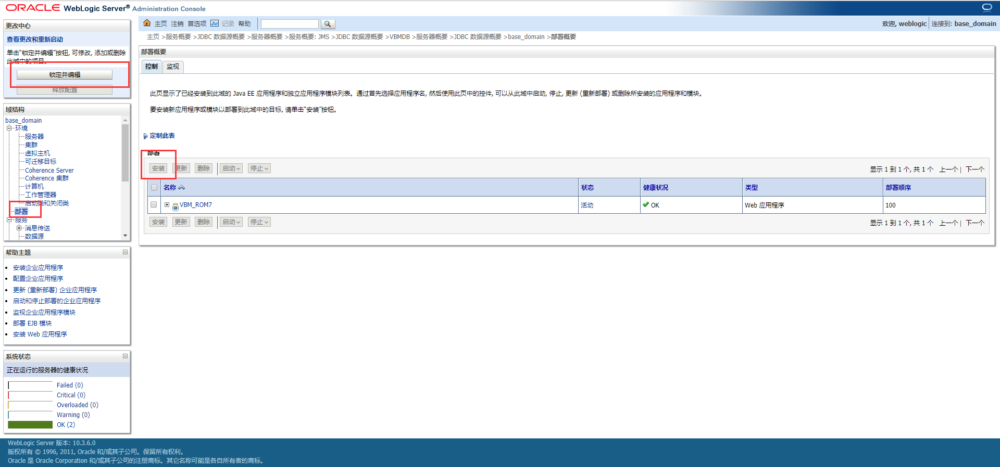 ORACLE WebLogic Server® Administration Console
更改中心
查看更改和重新启动
单击“锁定并编辑”按钮, 可修改, 添加或删除
此域中的项目。
锁定并编辑
释放配置
域结构
base_domain
环境
服务器
集群
虚拟主机
可迁移目标
Coherence Server
Coherence 集群
计算机
工作管理器
启动类和关闭类
部署
服务
消息传送
数据源
帮助主题
安装企业应用程序
配置企业应用程序
更新 (重新部署) 企业应用程序
启动和停止部署的企业应用程序
监视企业应用程序模块
部署 EJB 模块
安装 Web 应用程序
系统状态
正在运行的服务器的健康状况
Failed (0)
Critical (0)
Overloaded (0)
Warning (0)
OK (2)
主页 注销 首选项 记录 帮助
欢迎, weblogic 连接到: base_domain
主页 >服务概要 >JDBC 数据源概要 >服务器概要 >服务概要: JMS >JDBC 数据源概要 >VBMDB >服务器概要 >JDBC 数据源概要 >base_domain >部署概要
部署概要
控制 监视
此页显示了已经安装到此域的 Java EE 应用程序和独立应用程序模块列表。通过首先选择应用程序名, 然后使用此页中的控件, 可以从此域中启动, 停止, 更新 (重新部署) 或删除所安装的应用程序和模块。
要安装新应用程序或模块以部署到此域中的目标, 请单击“安装”按钮。
定制此表
部署
安装 更新 删除 启动 停止 显示 1 到 1 个, 共 1 个 上一个 | 下一个
名称 状态 健康状况 类型 部署顺序
VBM_ROM7 活动 OK Web 应用程序 100
安装 更新 删除 启动 停止 显示 1 到 1 个, 共 1 个 上一个 | 下一个
WebLogic Server 版本: 10.3.6.0
版权所有 © 1996, 2011, Oracle 和/或其子公司。保留所有权利。
Oracle 是 Oracle Corporation 和/或其子公司的注册商标。其它名称可能是各自所有者的商标。